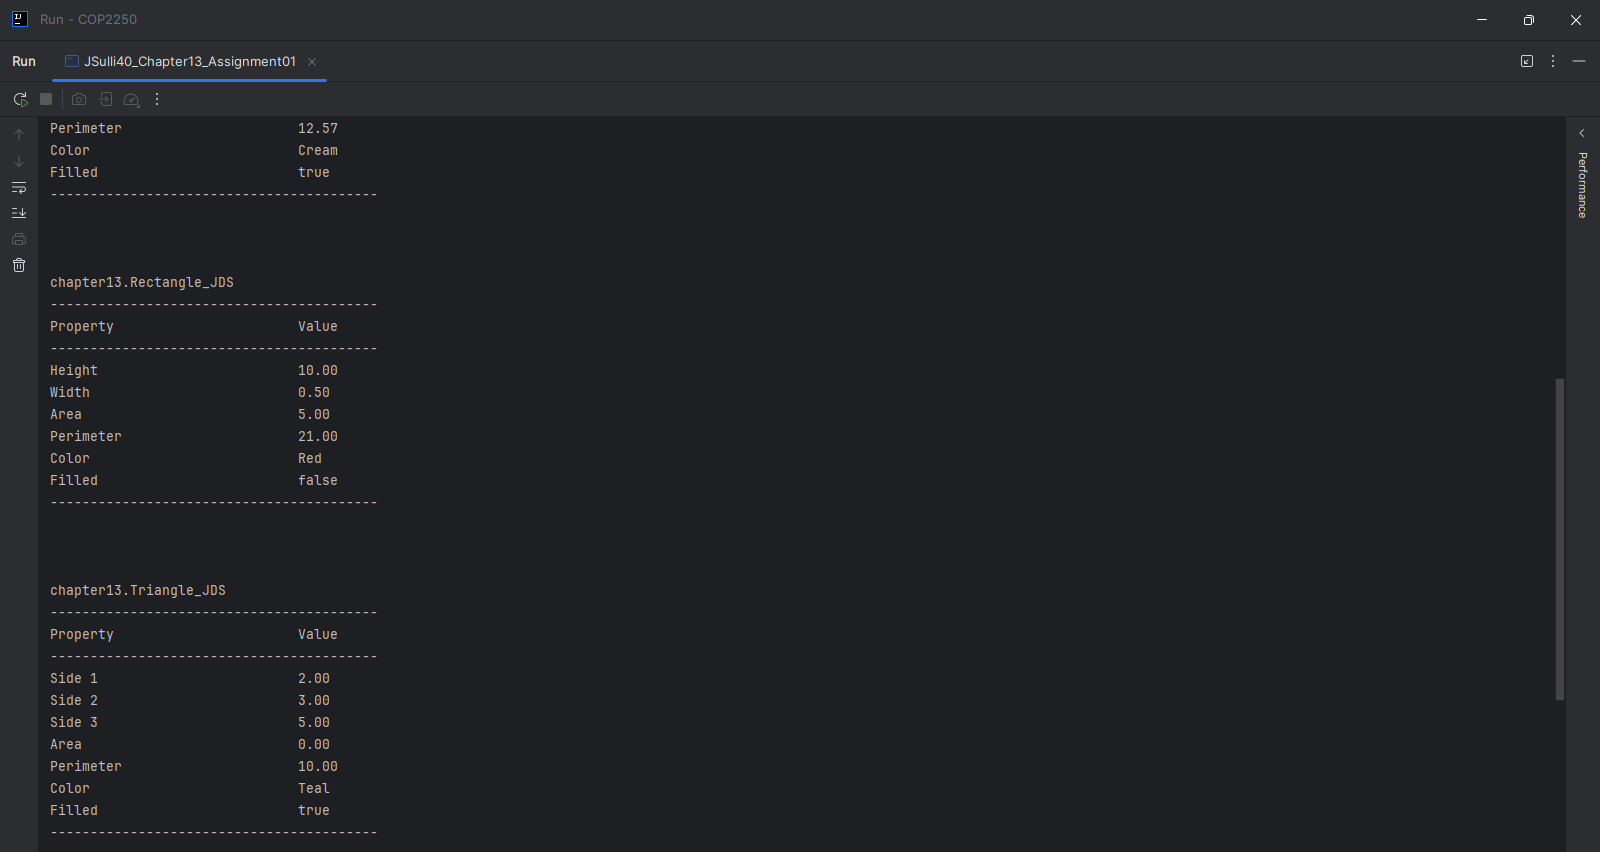 Run - COP2250
Run JSulli40_Chapter13_Assignment01
Perimeter 12.57
Color Cream
Filled true
-----------------------------------------
chapter13.Rectangle_JDS
-----------------------------------------
Property Value
-----------------------------------------
Height 10.00
Width 0.50
Area 5.00
Perimeter 21.00
Color Red
Filled false
-----------------------------------------
chapter13.Triangle_JDS
-----------------------------------------
Property Value
-----------------------------------------
Side 1 2.00
Side 2 3.00
Side 3 5.00
Area 0.00
Perimeter 10.00
Color Teal
Filled true
-----------------------------------------
Performance